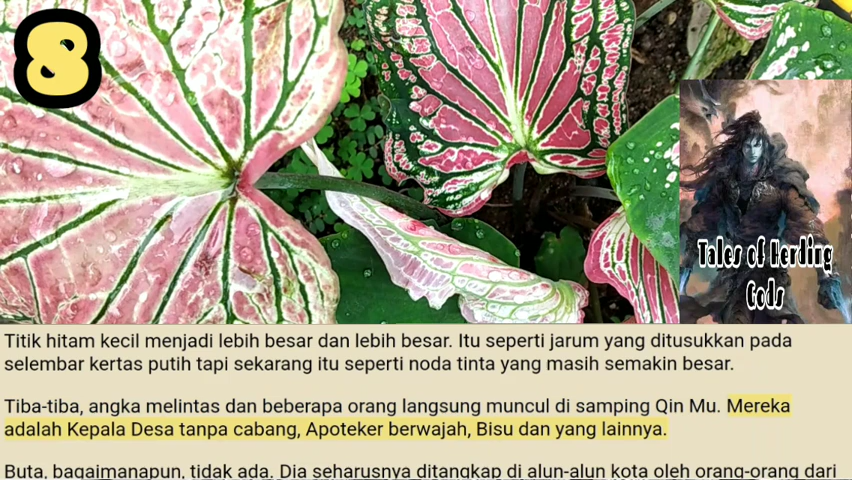 8
Tales of Herding
Gods
Titik hitam kecil menjadi lebih besar dan lebih besar. Itu seperti jarum yang ditusukkan pada
selembar kertas putih tapi sekarang itu seperti noda tinta yang masih semakin besar.
Tiba-tiba, angka melintas dan beberapa orang langsung muncul di samping Qin Mu. Mereka
adalah Kepala Desa tanpa cabang, Apoteker berwajah, Bisu dan yang lainnya.
Buta, bagaimanapun, tidak ada. Dia seharusnya ditangkap di alun-alun kota oleh orang-orang dari